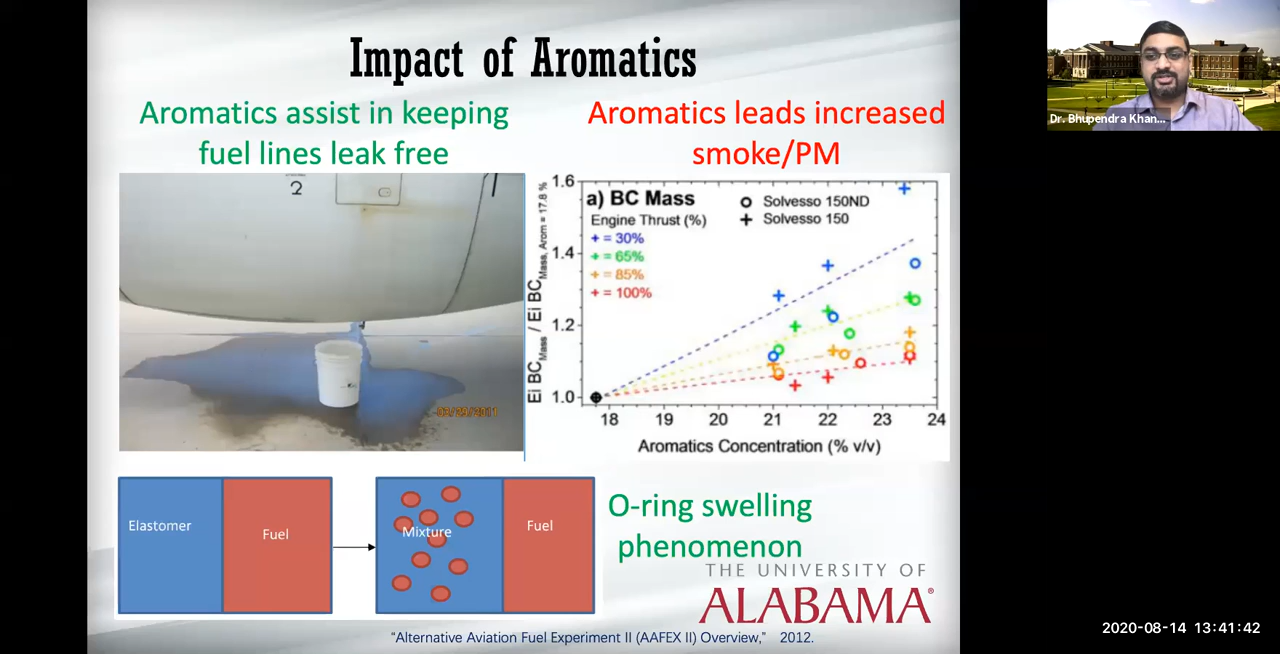 Impact of Aromatics
Aromatics assist in keeping
fuel lines leak free
Aromatics leads increased
smoke/PM
2
-03/29/2011
Ei BC Mass / Ei BC Mass, Arom = 17.8 %
1.6
1.4
1.2
1.0
a) BC Mass
Engine Thrust (%)
+ = 30%
+ = 65%
+ = 85%
+ = 100%
Solvesso 150ND
Solvesso 150
18 19 20 21 22 23 24
Aromatics Concentration (% v/v)
Elastomer
Fuel
Mixture
Fuel
O-ring swelling
phenomenon
THE UNIVERSITY OF
ALABAMA®
"Alternative Aviation Fuel Experiment II (AAFEX II) Overview," 2012.
Dr. Bhupendra Khan...
2020-08-14 13:41:42